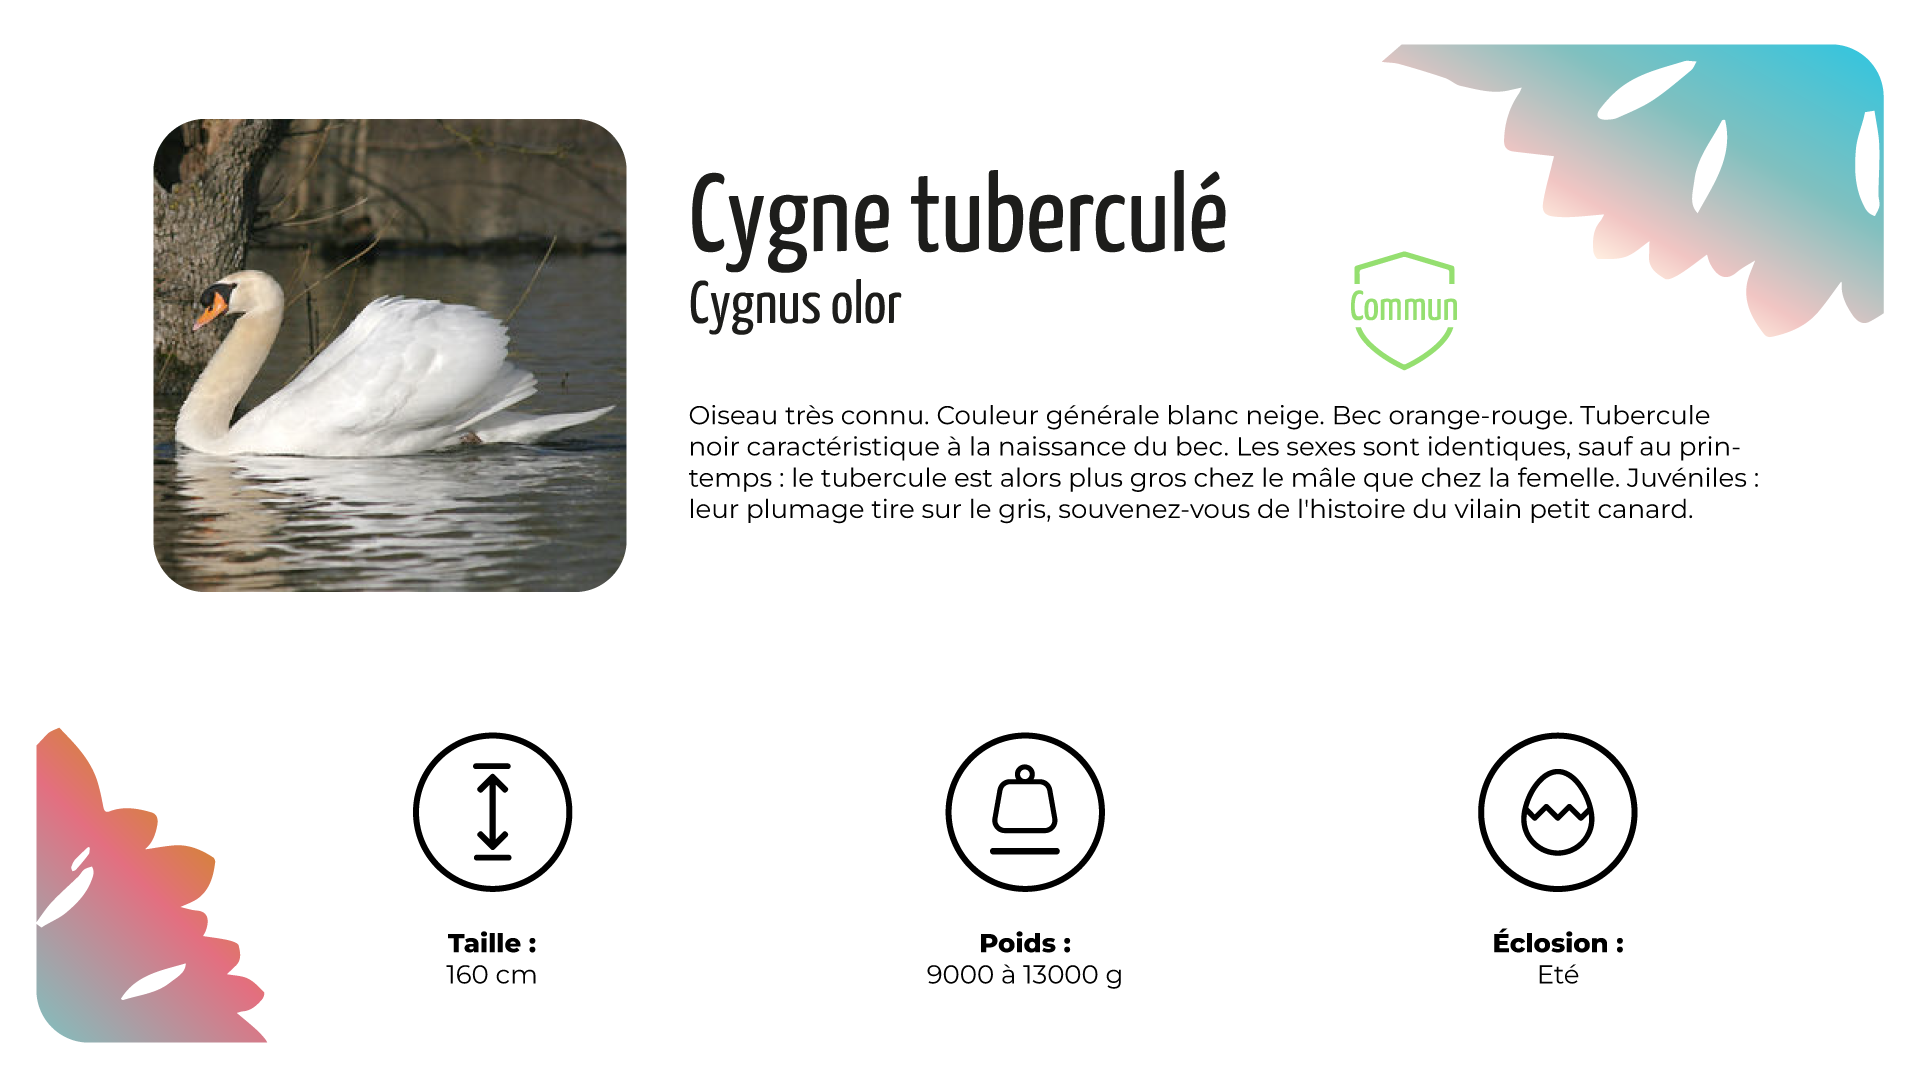 Cygne tuberculé
Cygnus olor
Commun
Oiseau très connu. Couleur générale blanc neige. Bec orange-rouge. Tubercule
noir caractéristique à la naissance du bec. Les sexes sont identiques, sauf au prin-
temps : le tubercule est alors plus gros chez le mâle que chez la femelle. Juvéniles :
leur plumage tire sur le gris, souvenez-vous de l'histoire du vilain petit canard.
Taille :
160 cm
Poids :
9000 à 13000 g
Éclosion :
Eté